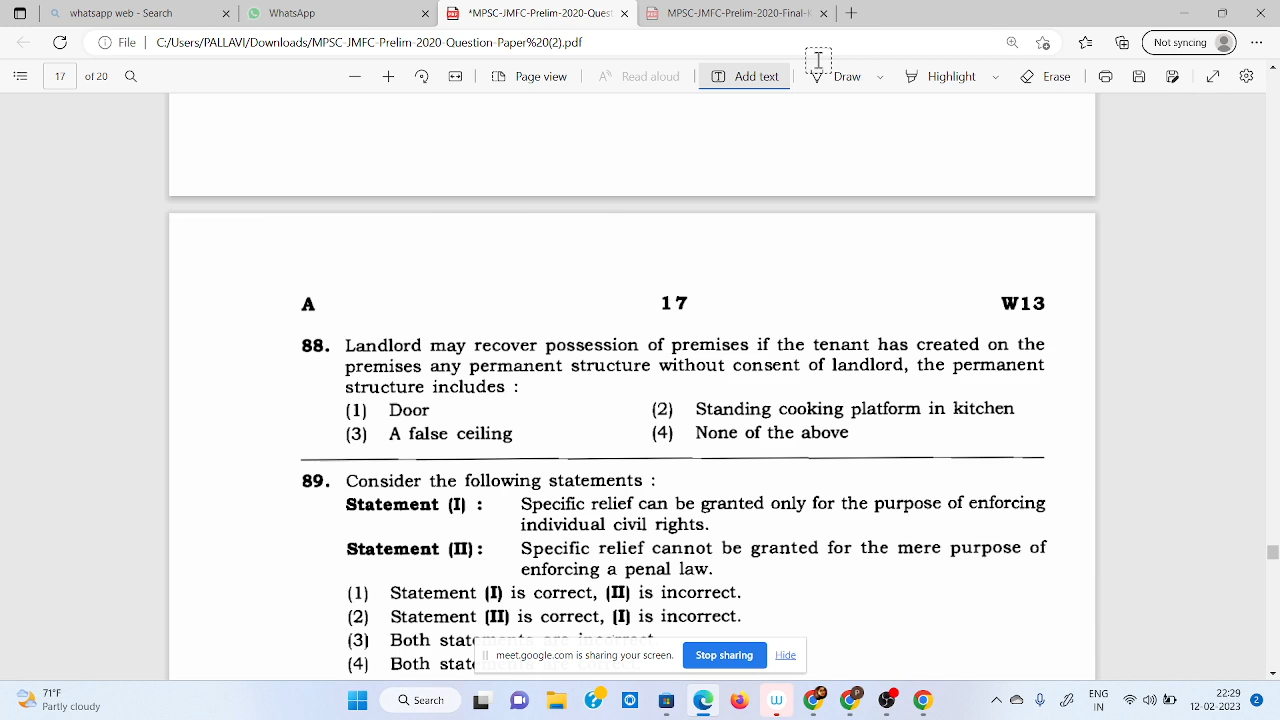 whatsapp web - Search
WhatsApp
*MPSC-JMFC-Prelim-2020-Quest
MPSC-JMFC-Prelim-2020-Final-K
File
C:/Users/PALLAVI/Downloads/MPSC-JMFC-Prelim-2020-Question-Paper%20(2).pdf
Not syncing
17 of 20
Page view
Read aloud
Add text
Draw
Highlight
Erase
A 17 W13
88. Landlord may recover possession of premises if the tenant has created on the
premises any permanent structure without consent of landlord, the permanent
structure includes :
(1) Door (2) Standing cooking platform in kitchen
(3) A false ceiling (4) None of the above
89. Consider the following statements :
Statement (I) : Specific relief can be granted only for the purpose of enforcing
individual civil rights.
Statement (II) : Specific relief cannot be granted for the mere purpose of
enforcing a penal law.
(1) Statement (I) is correct, (II) is incorrect.
(2) Statement (II) is correct, (I) is incorrect.
(3) Both statements are incorrect.
(4) Both
meet.google.com is sharing your screen.
Stop sharing
Hide
71°F
Partly cloudy
Search
ENG
IN
22:29
12-02-2023
2